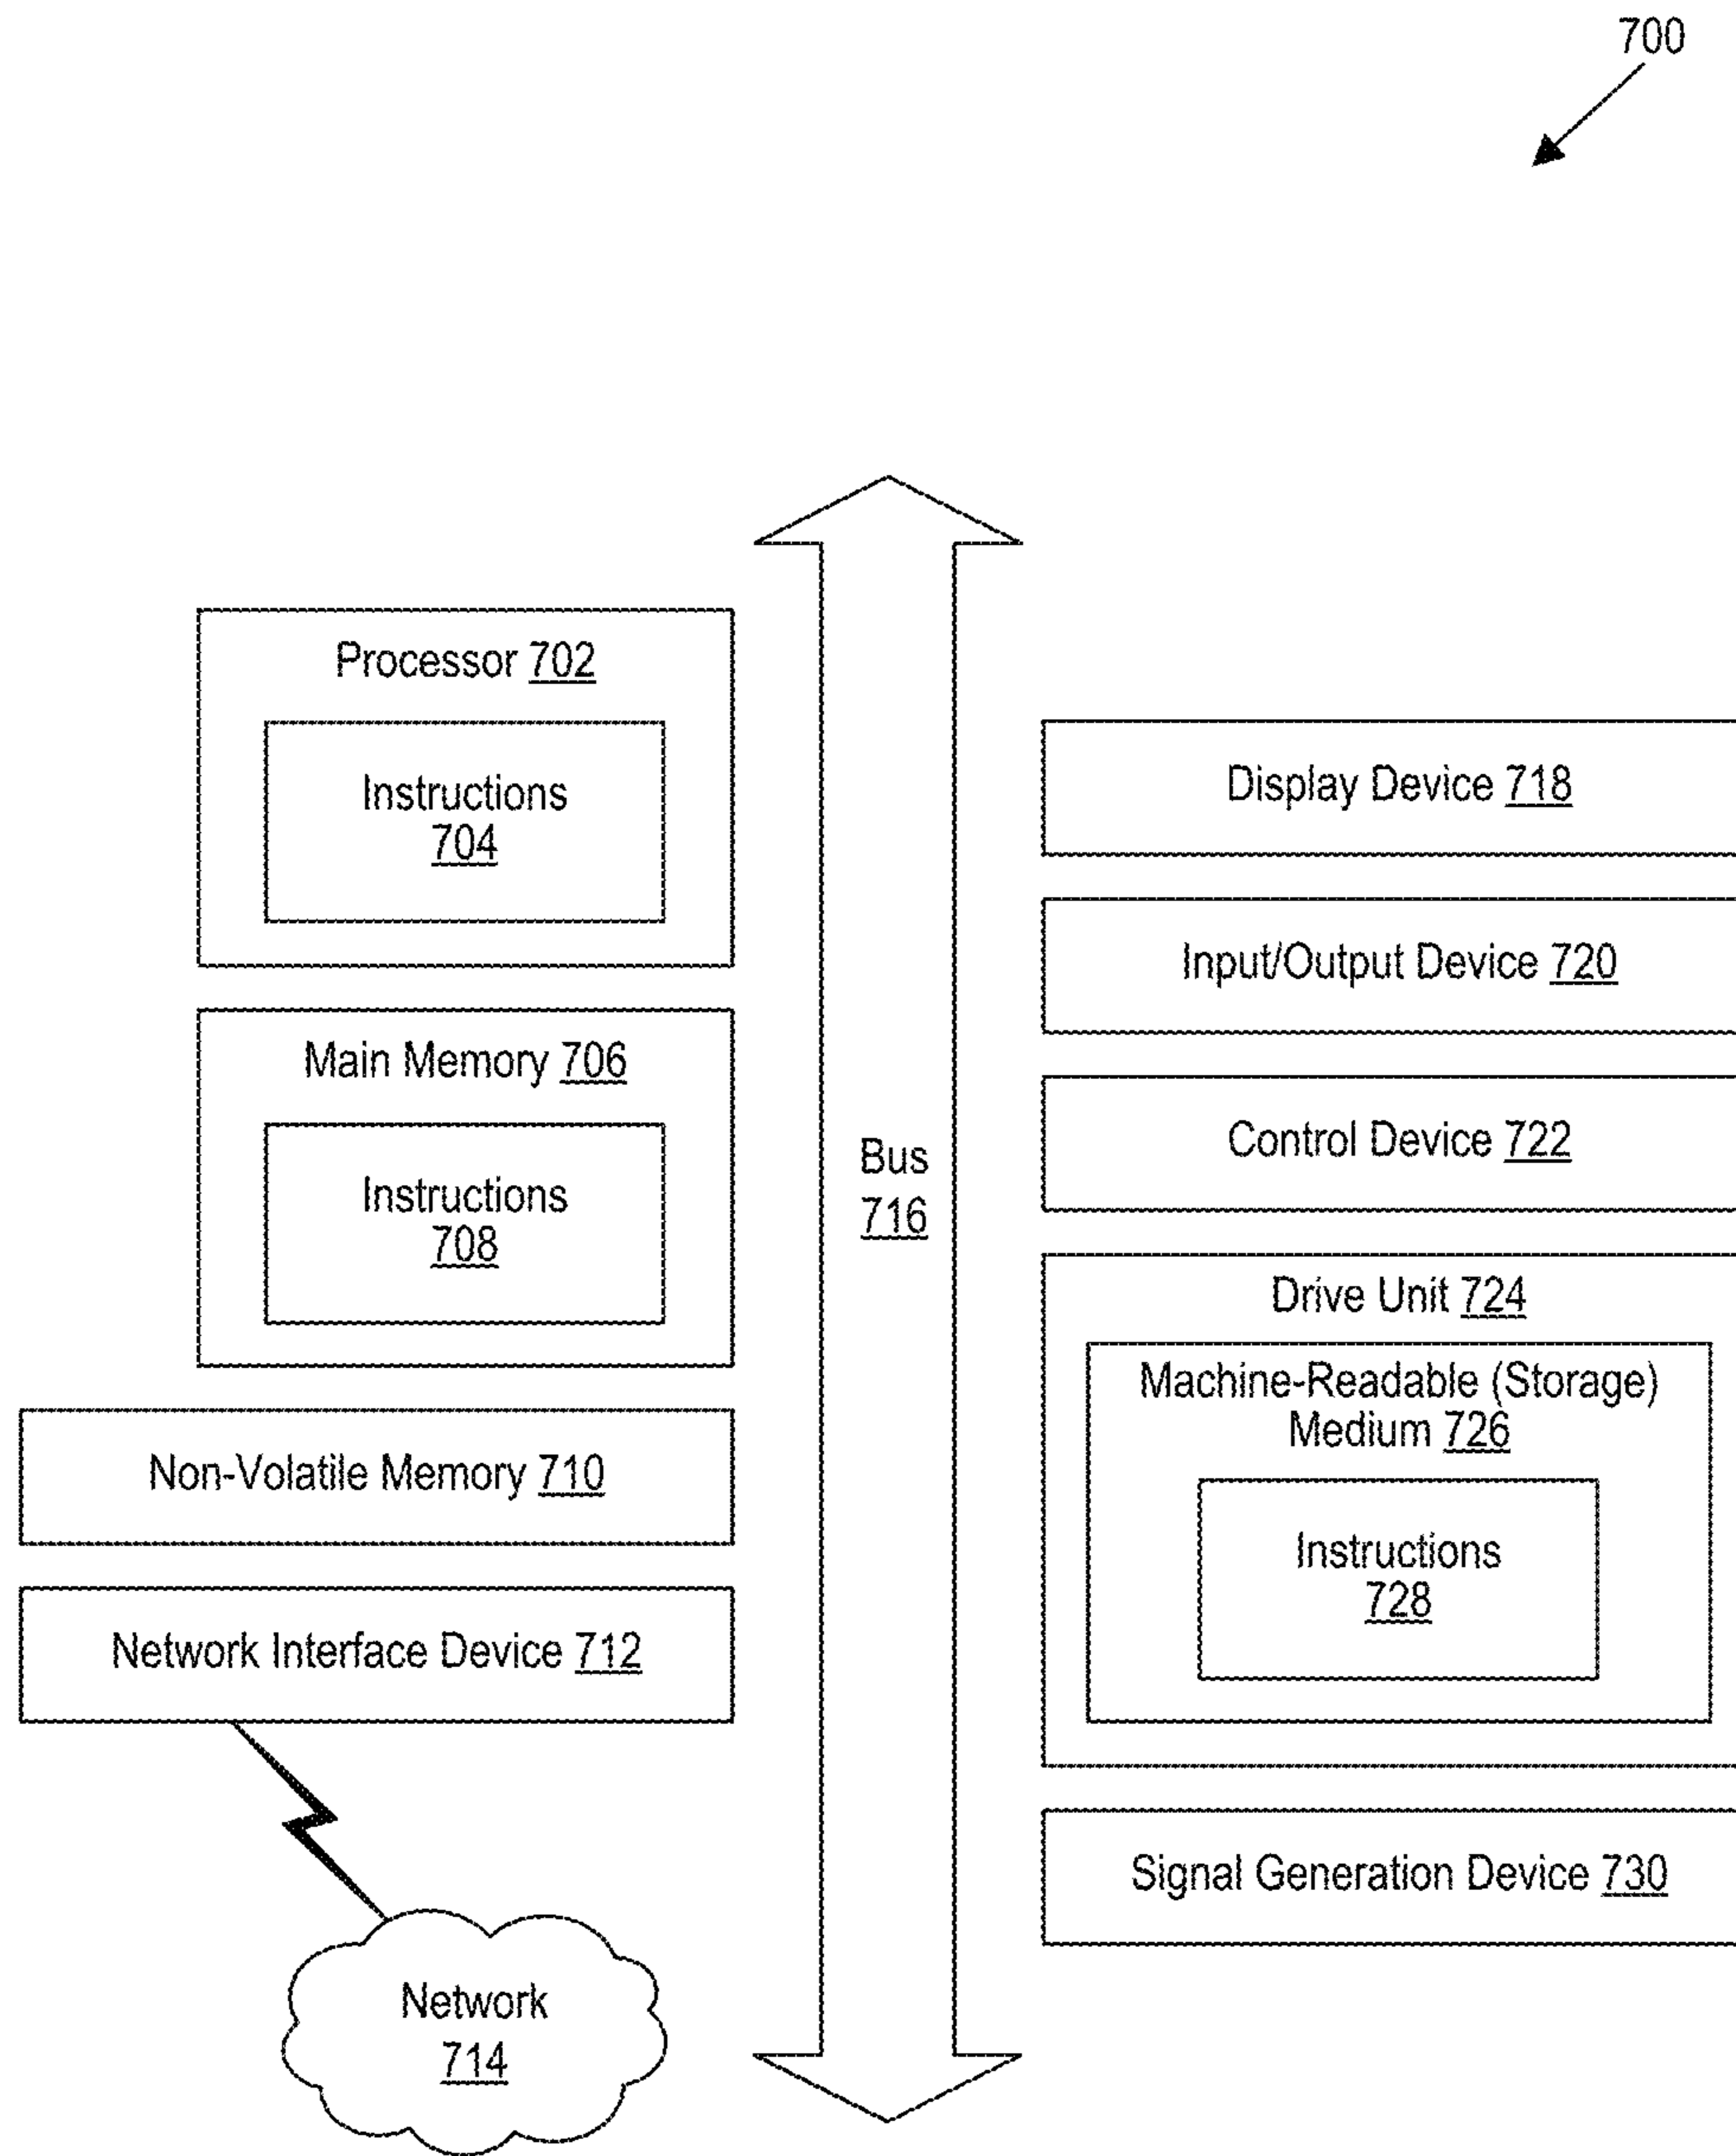 700
Processor 702
Instructions
704
Main Memory 706
Instructions
708
Non-Volatile Memory 710
Network Interface Device 712
Network
714
Bus
716
Display Device 718
Input/Output Device 720
Control Device 722
Drive Unit 724
Machine-Readable (Storage)
Medium 726
Instructions
728
Signal Generation Device 730